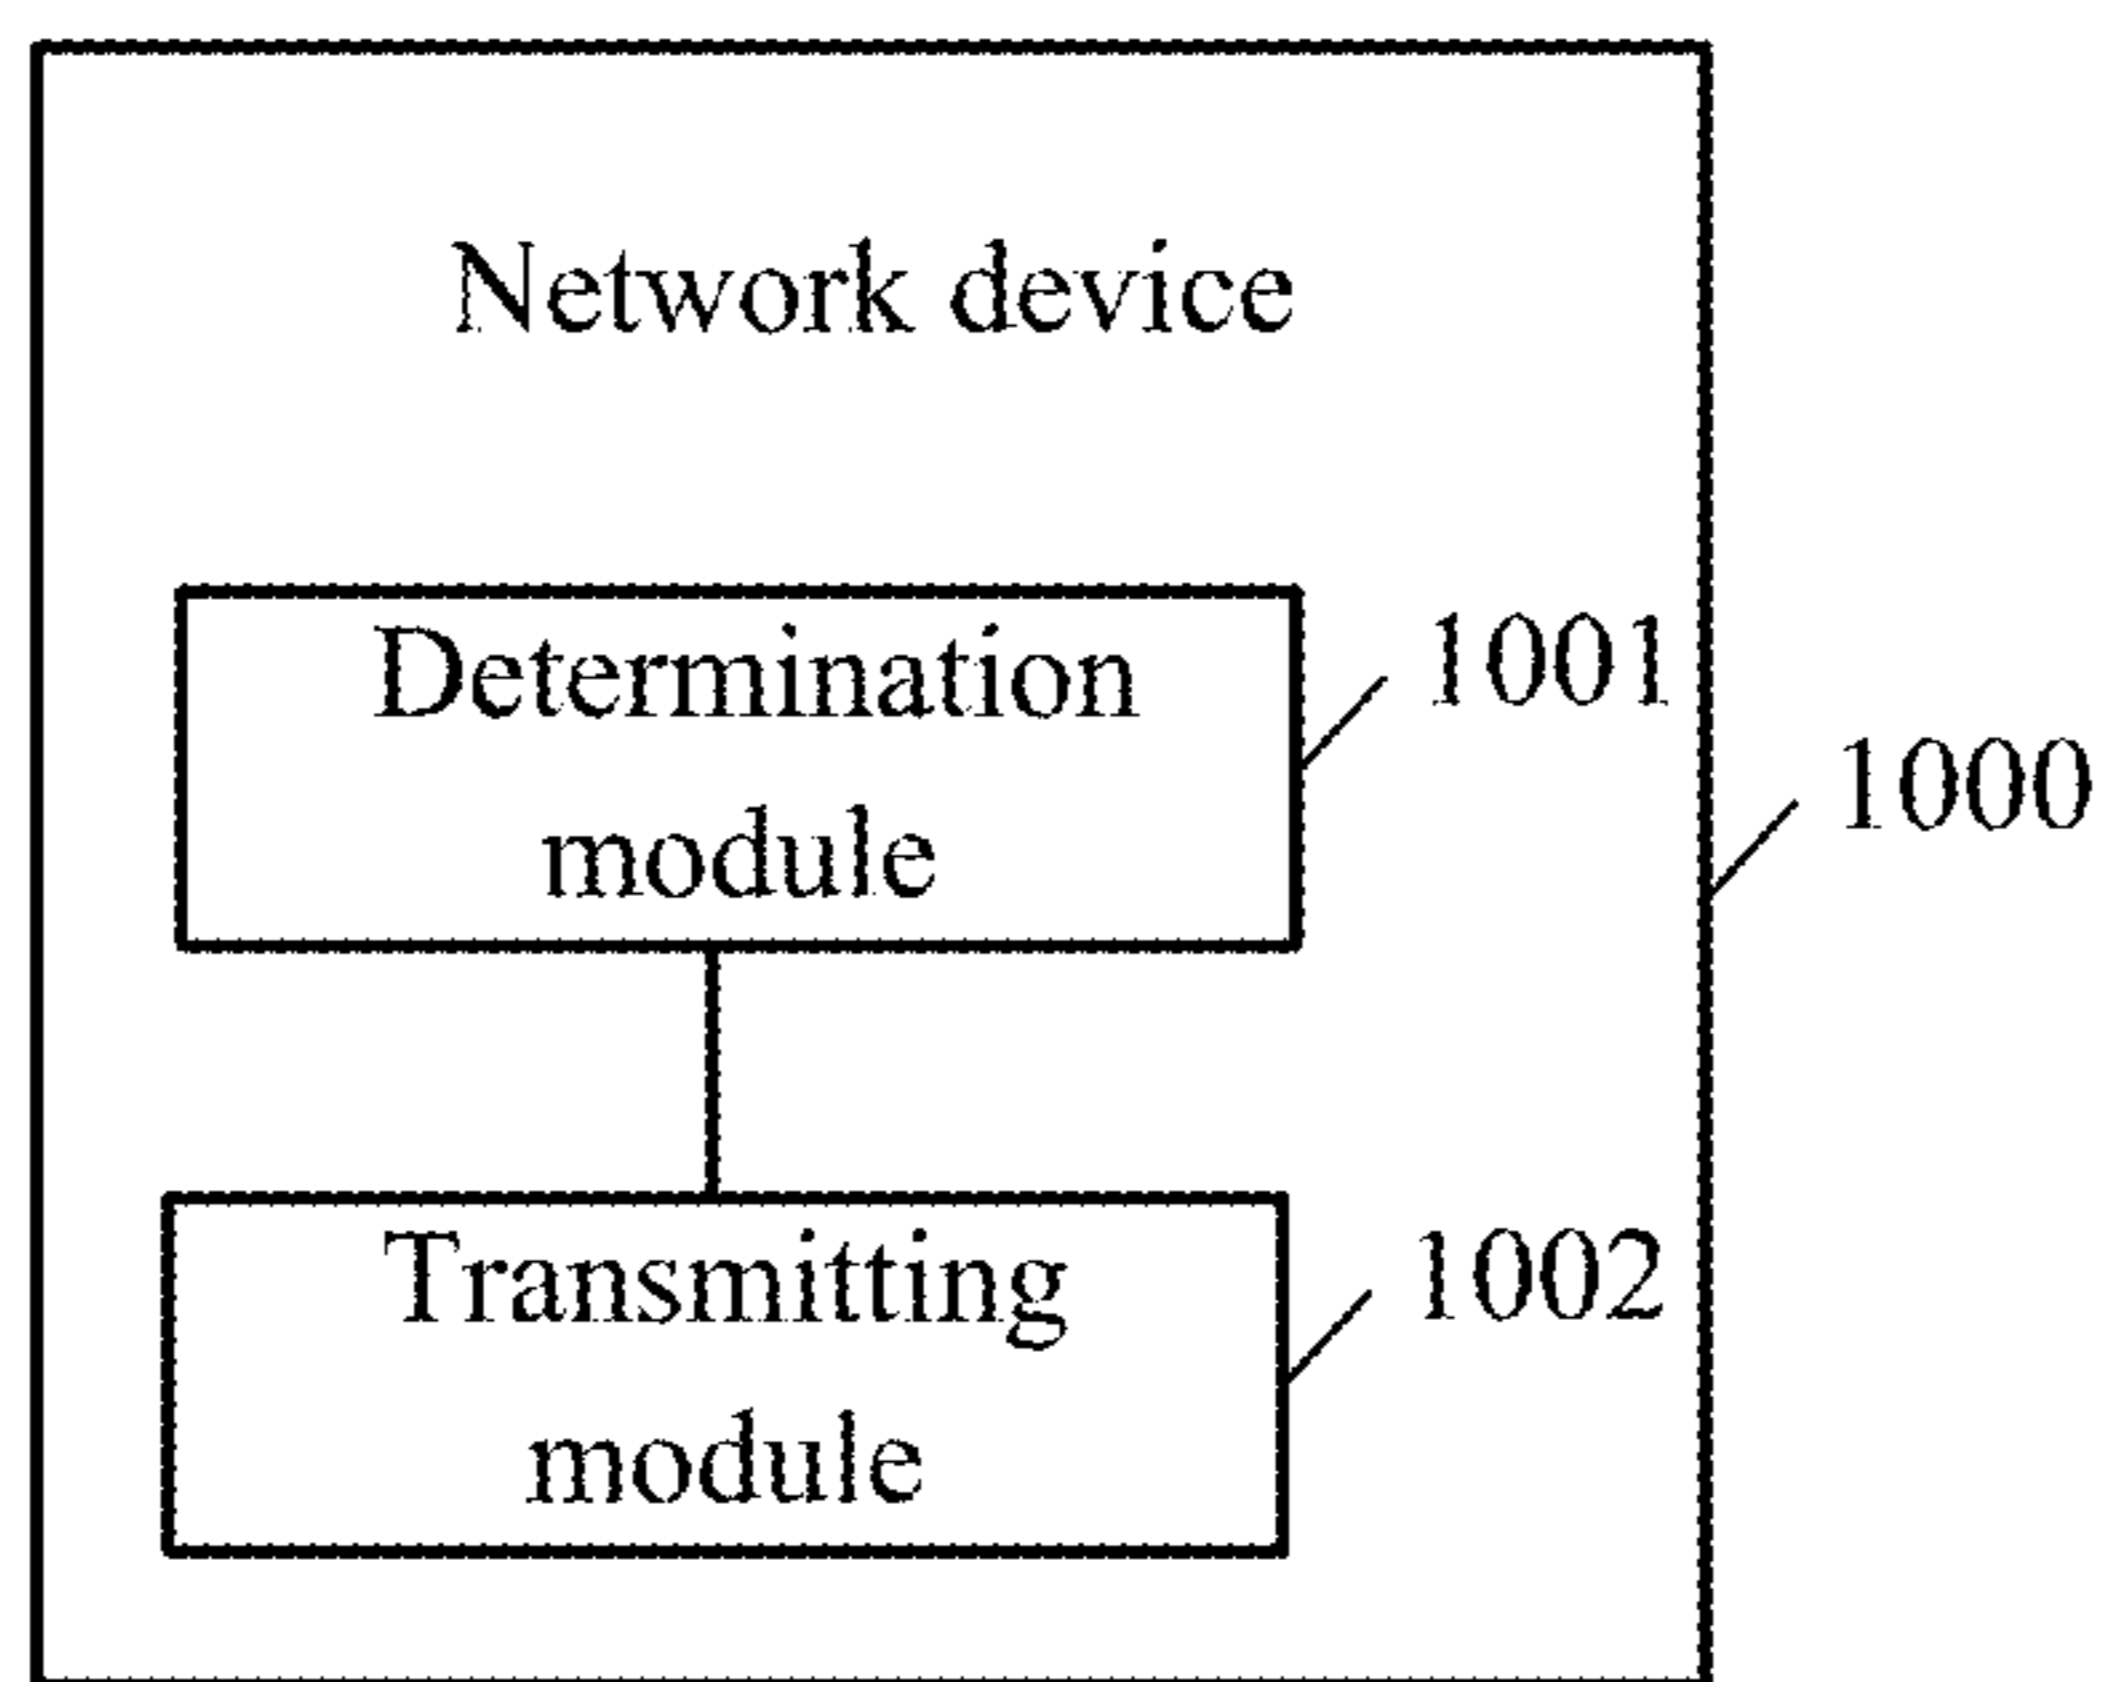 Network device
Determination
module
1001
1000
Transmitting
module
1002